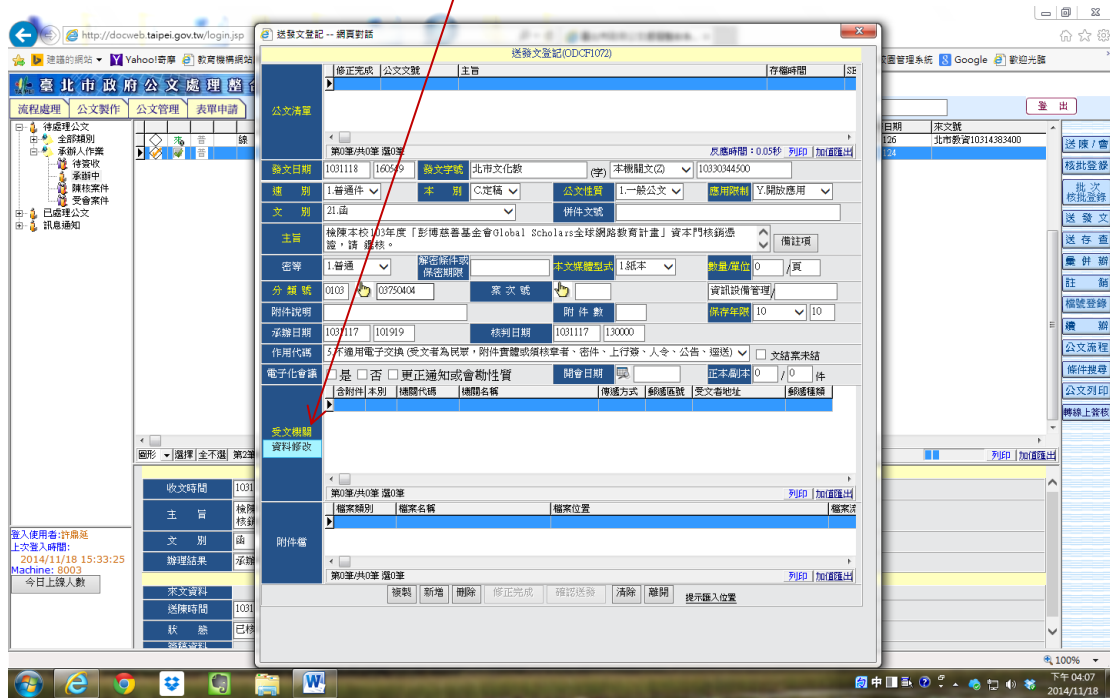 http://docweb.taipei.gov.tw/login.jsp
送發文登記 -- 網頁對話
建議的網站
Yahoo!奇摩
教育機構網站
Google
歡迎光臨
臺北市政府公文處理整合
流程處理 公文製作 公文管理 表單申請
登 出
送發文登記(ODCF1072)
待處理公文
全部類別
承辦人作業
待簽收
承辦中
陳核案件
受會案件
已處理公文
訊息通知
公文清單
修正完成 公文文號 主旨 存檔時間
第0筆/共0筆 選0筆 反應時間：0.05秒 列印 加值匯出
發文日期 1031118 160549 發文字號 北市文化教 (字) 本機關文(Z) 10330344500
速 別 1.普通件 本 別 C.定稿 公文性質 1.一般公文 應用限制 Y.開放應用
文 別 21.函 併件文號
主旨 檢陳本校103年度「彭博慈善基金會Global Scholars全球網路教育計畫」資本門核銷憑
證，請 鑑核。
備註項
密等 1.普通 解密條件或
保密期限 本文媒體型式 1.紙本 數量/單位 0 /頁
分 類 號 0103 03750404 案 次 號 資訊設備管理/
附件說明 附 件 數 保存年限 10 10
承辦日期 1031117 101919 核判日期 1031117 130000
作用代碼 5.不適用電子交換 (受文者為民眾，附件實體或須核章者、密件、上行簽、人令、公告、遞送) 文結案未結
電子化會議 是 否 更正通知或會勘性質 開會日期 正本/副本 0 / 0 件
受文機關
資料修改
含附件 本別 機關代碼 機關名稱 傳遞方式 郵遞區號 受文者地址 郵遞種類
第0筆/共0筆 選0筆 列印 加值匯出
附件檔
檔案類別 檔案名稱 檔案位置
第0筆/共0筆 選0筆 列印 加值匯出
複製 新增 刪除 修正完成 確認送發 清除 離開 提示匯入位置
日期 來文號
126 北市教資10314383400
124
送 陳 / 會
核批登錄
批 次
核批登錄
送 發 文
送 存 查
彙 併 辦
註 銷
檔號登錄
續 辦
公文流程
條件搜尋
公文列印
轉線上簽核
圖形 選擇 全不選 第2筆
列印 加值匯出
收文時間 1031
主 旨 檢陳
核銷
文 別 函
辦理結果 承辦
來文資料
送陳時間 1031
狀 態 已核
登入使用者:許鼎延
上次登入時間:
2014/11/18 15:33:25
Machine: 8003
今日上線人數
100%
中
下午 04:07
2014/11/18